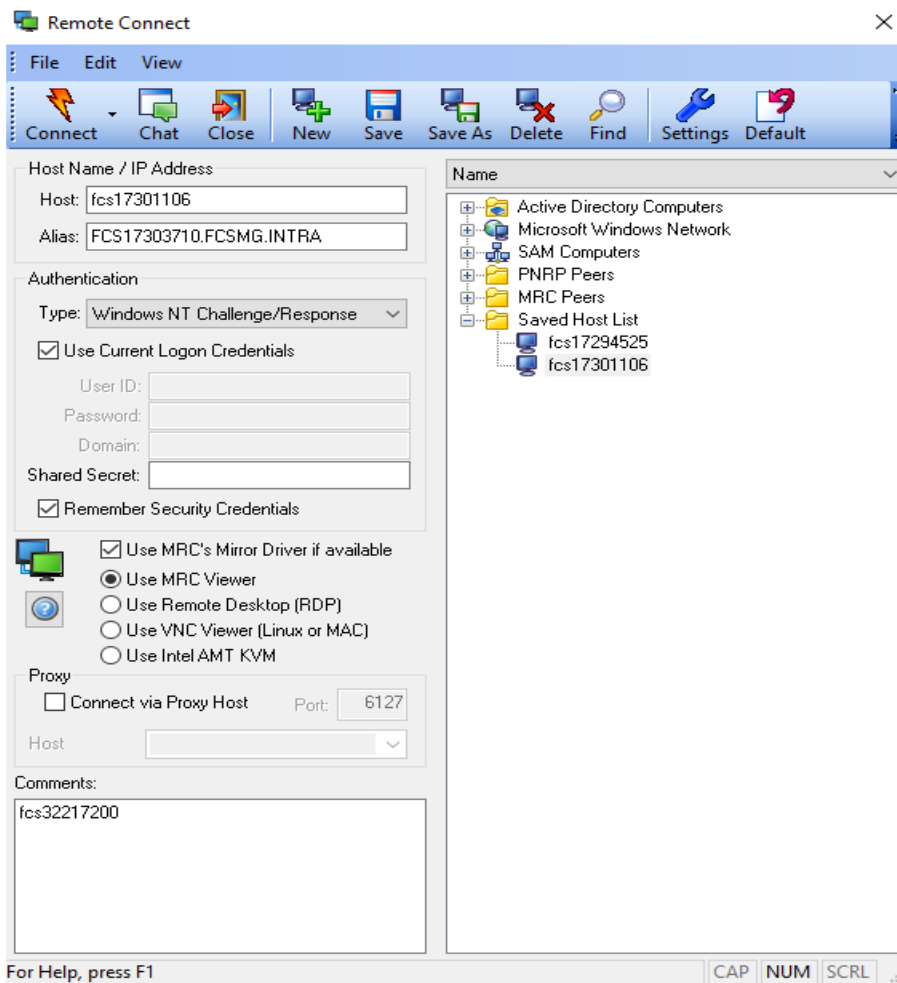 Remote Connect
File Edit View
Connect Chat Close New Save Save As Delete Find Settings Default
Host Name / IP Address
Host: fcs17301106
Alias: FCS17303710.FCSMG.INTRA
Authentication
Type: Windows NT Challenge/Response
Use Current Logon Credentials
User ID:
Password:
Domain:
Shared Secret:
Remember Security Credentials
Use MRC's Mirror Driver if available
Use MRC Viewer
Use Remote Desktop (RDP)
Use VNC Viewer (Linux or MAC)
Use Intel AMT KVM
Proxy
Connect via Proxy Host Port: 6127
Host
Comments:
fcs32217200
Name
Active Directory Computers
Microsoft Windows Network
SAM Computers
PNRP Peers
MRC Peers
Saved Host List
fcs17294525
fcs17301106
For Help, press F1 CAP NUM SCRL